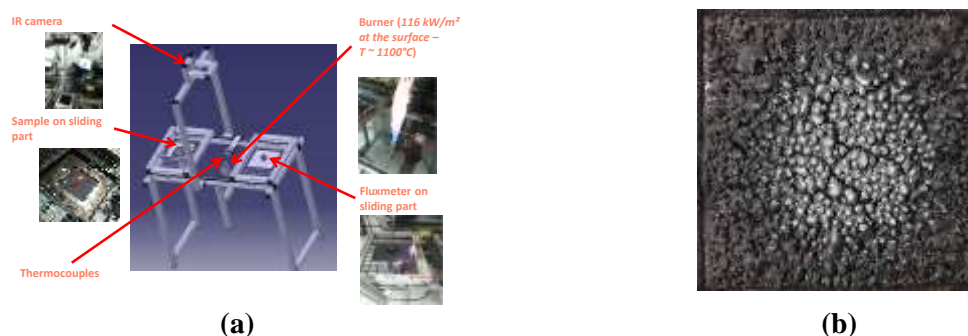 IR camera
Burner (116 kW/m²
at the surface –
T ~ 1100°C)
Sample on sliding
part
Fluxmeter on
sliding part
Thermocouples
(a)
(b)